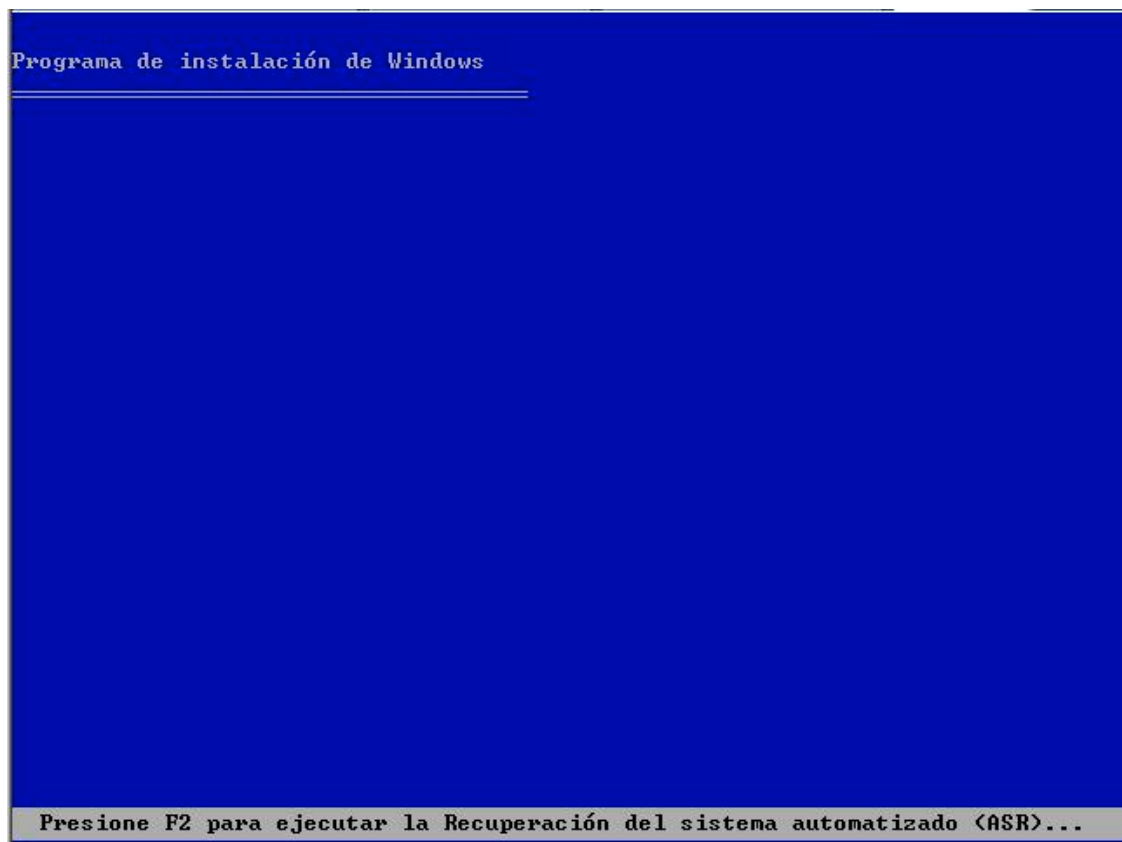 Programa de instalación de Windows
Presione F2 para ejecutar la Recuperación del sistema automatizado (ASR)...